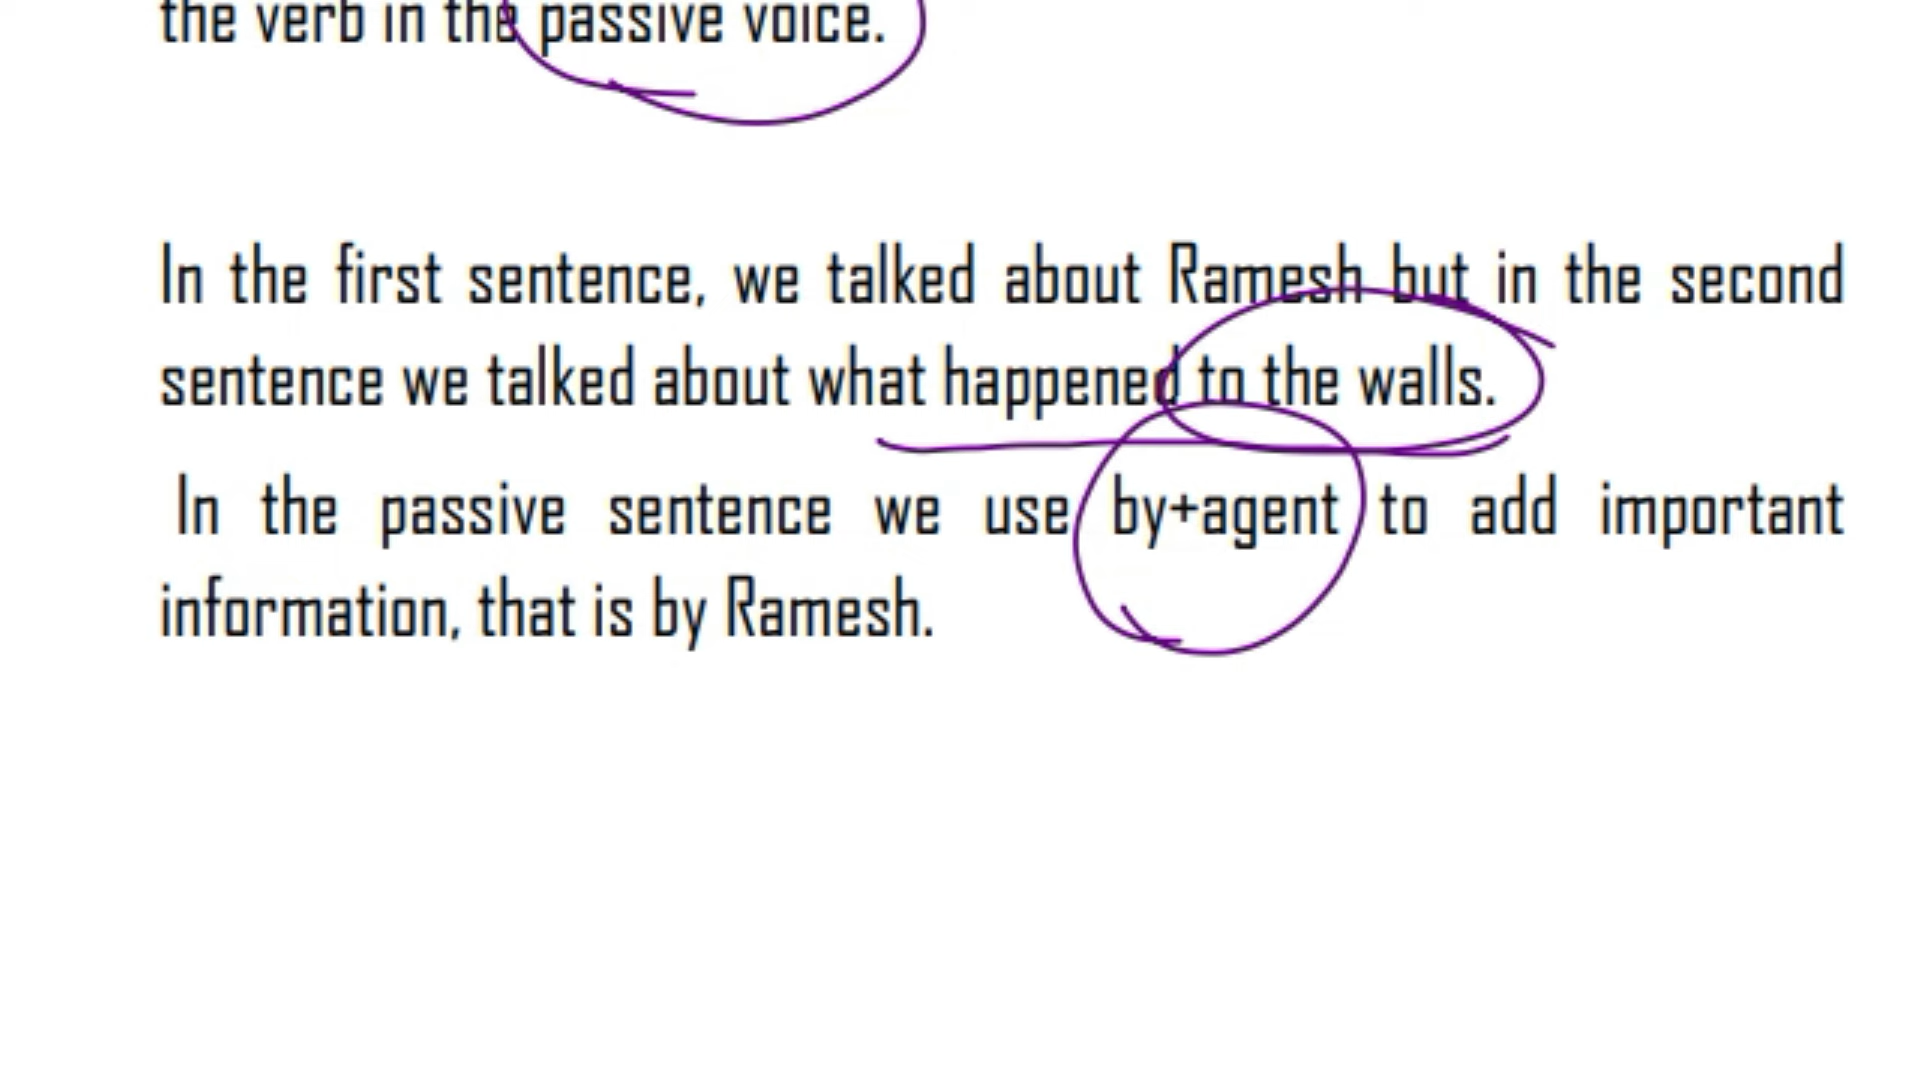 the verb in the passive voice.
In the first sentence, we talked about Ramesh but in the second
sentence we talked about what happened to the walls.
In the passive sentence we use by+agent to add important
information, that is by Ramesh.